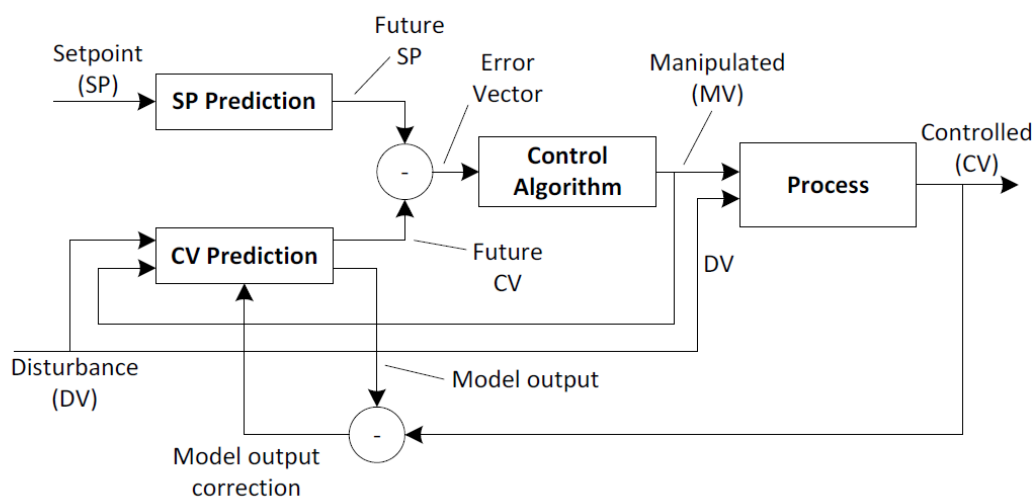 Setpoint
(SP)
SP Prediction
Future
SP
Error
Vector
-
Control
Algorithm
Manipulated
(MV)
Process
Controlled
(CV)
CV Prediction
Future
CV
DV
Disturbance
(DV)
Model output
-
Model output
correction